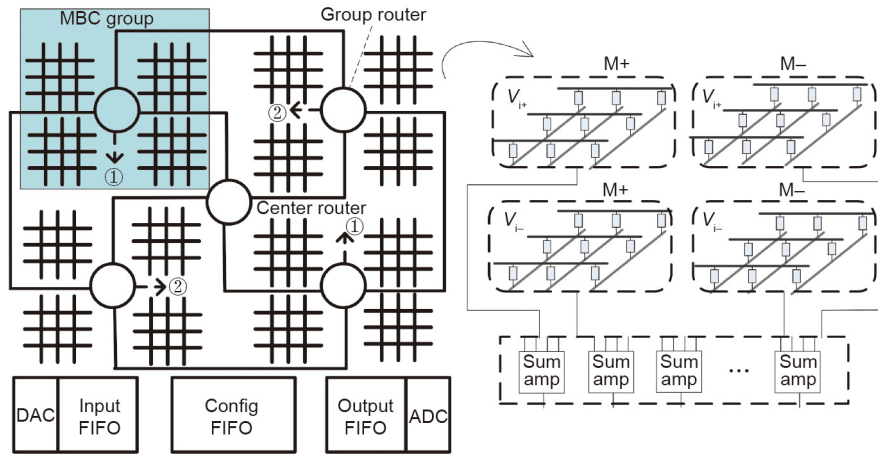 MBC group
Group router
②
①
Center router
①
②
DAC
Input
FIFO
Config
FIFO
Output
FIFO
ADC
M+
M–
Vi+
Vi+
M+
M–
Vi–
Vi–
Sum
amp
Sum
amp
Sum
amp
...
Sum
amp